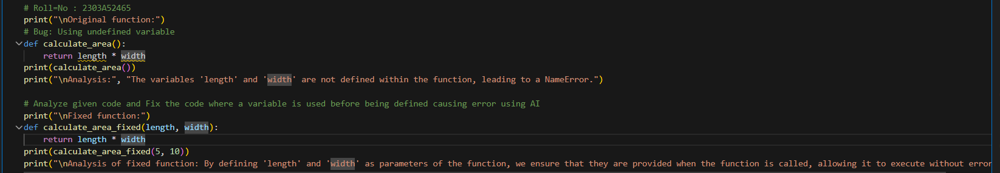 # Roll=No : 2303A52465
print("\nOriginal function:")
# Bug: Using undefined variable
def calculate_area():
    return length * width
print(calculate_area())
print("\nAnalysis:", "The variables 'length' and 'width' are not defined within the function, leading to a NameError.")

# Analyze given code and Fix the code where a variable is used before being defined causing error using AI
print("\nFixed function:")
def calculate_area_fixed(length, width):
    return length * width
print(calculate_area_fixed(5, 10))
print("\nAnalysis of fixed function: By defining 'length' and 'width' as parameters of the function, we ensure that they are provided when the function is called, allowing it to execute without error